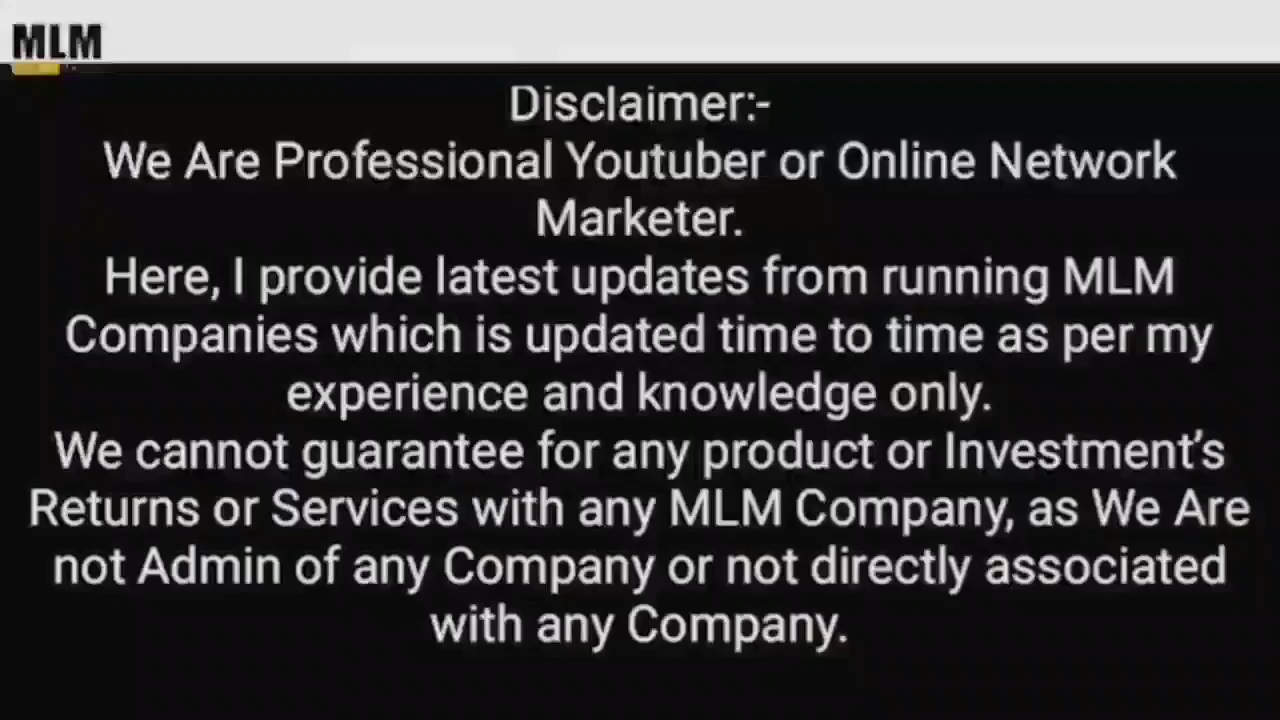 MLM
Disclaimer:-
We Are Professional Youtuber or Online Network
Marketer.
Here, I provide latest updates from running MLM
Companies which is updated time to time as per my
experience and knowledge only.
We cannot guarantee for any product or Investment’s
Returns or Services with any MLM Company, as We Are
not Admin of any Company or not directly associated
with any Company.